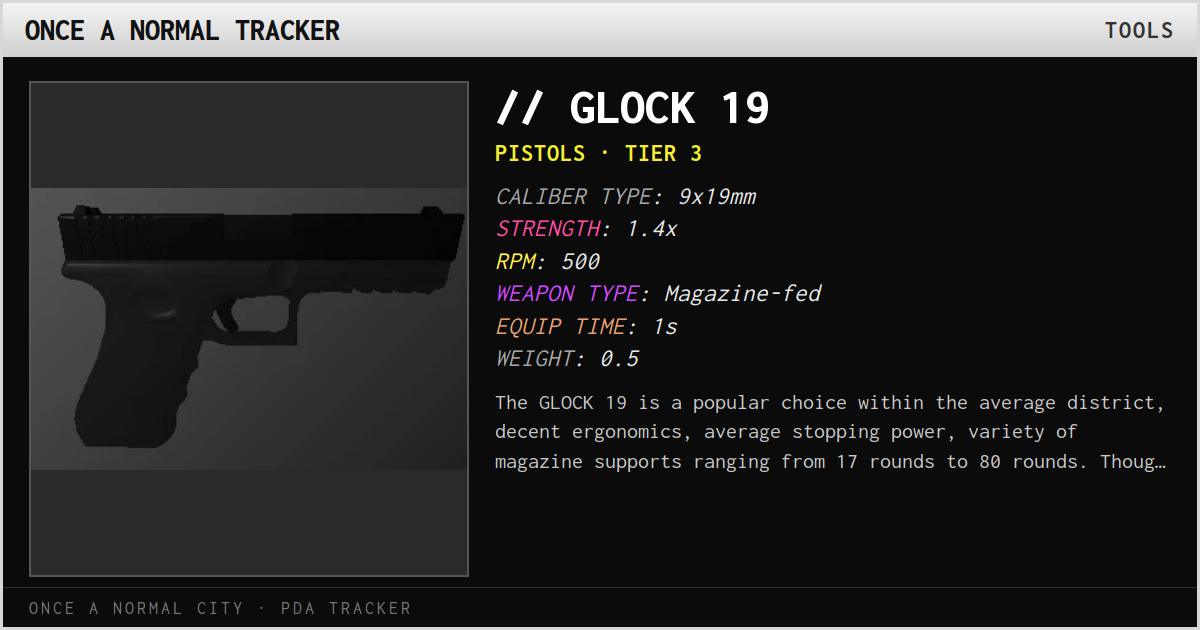 ONCE A NORMAL TRACKER
TOOLS
// GLOCK 19
PISTOLS · TIER 3
CALIBER TYPE: 9x19mm
STRENGTH: 1.4x
RPM: 500
WEAPON TYPE: Magazine-fed
EQUIP TIME: 1s
WEIGHT: 0.5
The GLOCK 19 is a popular choice within the average district,
decent ergonomics, average stopping power, variety of
magazine supports ranging from 17 rounds to 80 rounds. Thoug…
ONCE A NORMAL CITY · PDA TRACKER